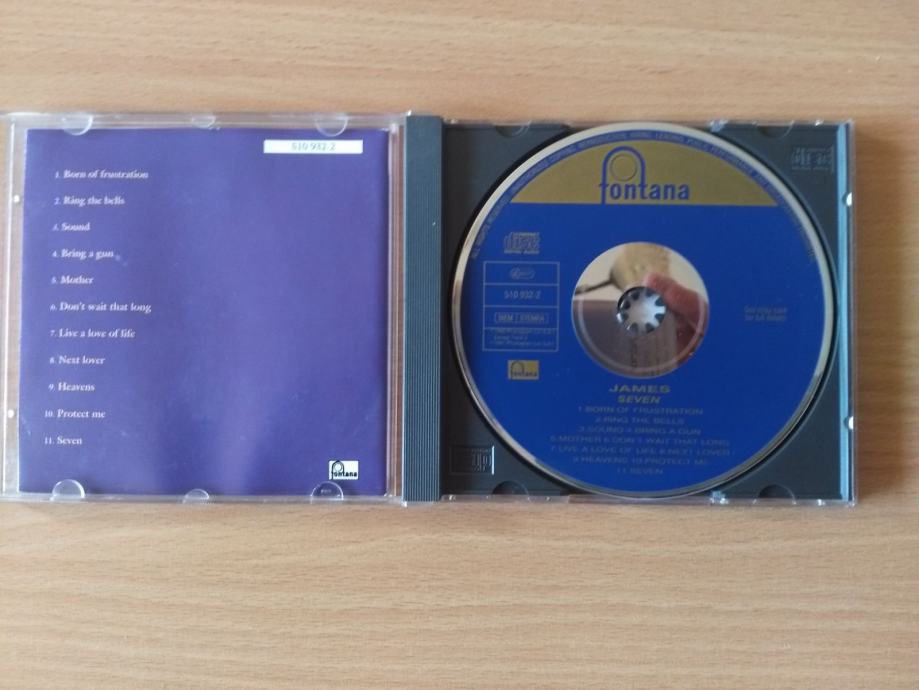 510 932-2
1. Born of frustration
2. Ring the bells
3. Sound
4. Bring a gun
5. Mother
6. Don't wait that long
7. Live a love of life
8. Next lover
9. Heavens
10. Protect me
11. Seven
fontana
fontana
510 932-2
BIEM STEMRA
fontana
JAMES
SEVEN
1.BORN OF FRUSTRATION
2.RING THE BELLS
3.SOUND 4.BRING A GUN
5.MOTHER 6.DON'T WAIT THAT LONG
7.LIVE A LOVE OF LIFE 8.NEXT LOVER
9.HEAVENS 10.PROTECT ME
11.SEVEN